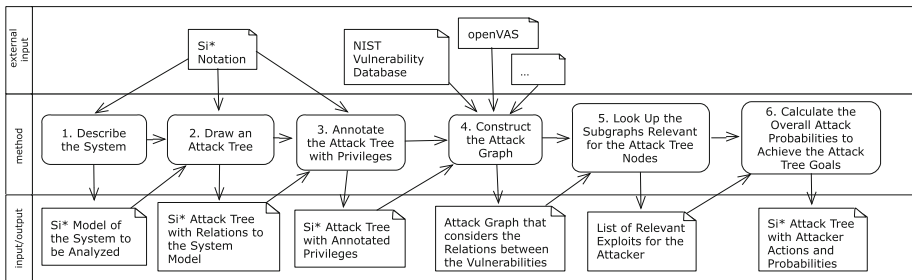 external
input
Si*
Notation
NIST
Vulnerability
Database
openVAS
...
method
1. Describe
the System
2. Draw an
Attack Tree
3. Annotate
the Attack Tree
with Privileges
4. Construct
the Attack
Graph
5. Look Up the
Subgraphs Relevant
for the Attack Tree
Nodes
6. Calculate the
Overall Attack
Probabilities to
Achieve the Attack
Tree Goals
input/output
Si* Model of
the System to
be Analyzed
Si* Attack Tree
with Relations to
the System
Model
Si* Attack Tree
with Annotated
Privileges
Attack Graph that
considers the
Relations between
the Vulnerabilities
List of Relevant
Exploits for the
Attacker
Si* Attack Tree
with Attacker
Actions and
Probabilities